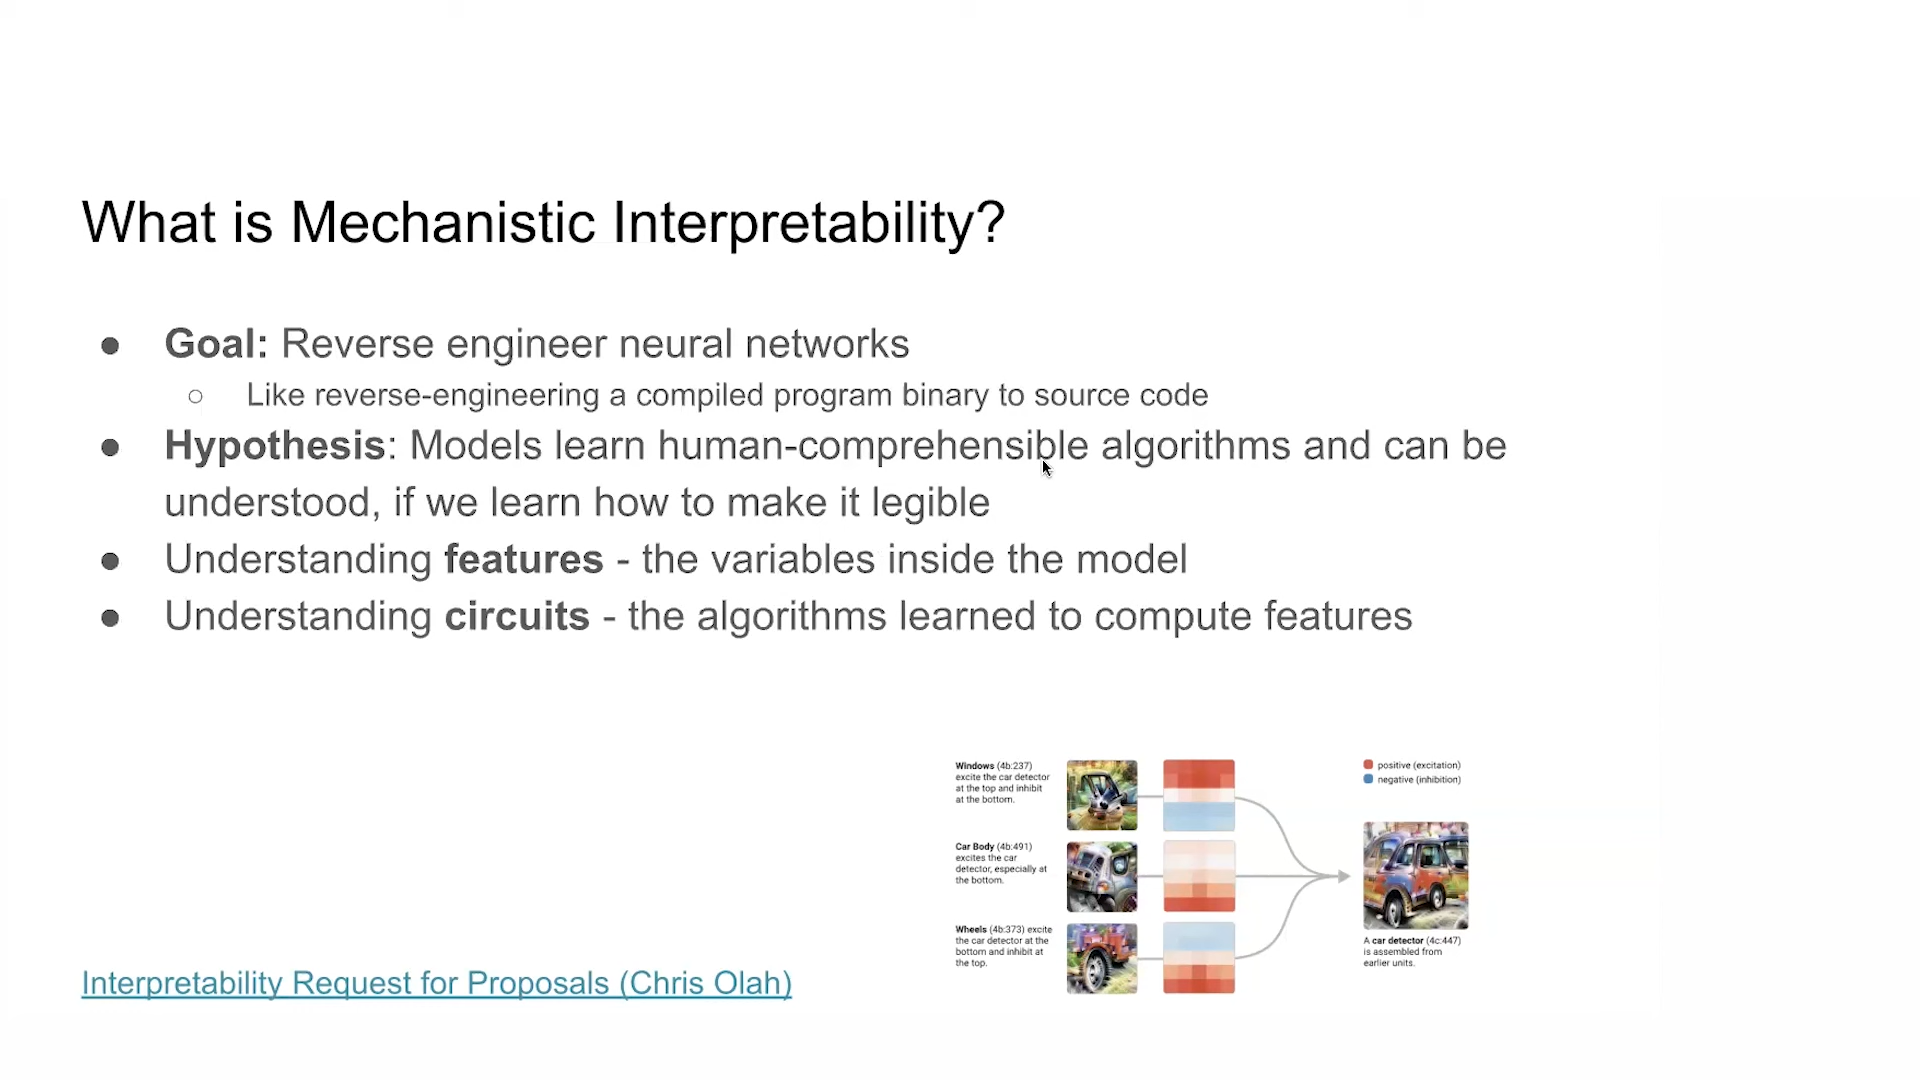 What is Mechanistic Interpretability?
● Goal: Reverse engineer neural networks
○ Like reverse-engineering a compiled program binary to source code
● Hypothesis: Models learn human-comprehensible algorithms and can be
understood, if we learn how to make it legible
● Understanding features - the variables inside the model
● Understanding circuits - the algorithms learned to compute features
Windows (4b:237)
excite the car detector
at the top and inhibit
at the bottom.
Car Body (4b:491)
excites the car
detector, especially at
the bottom.
Wheels (4b:373) excite
the car detector at the
bottom and inhibit at
the top.
positive (excitation)
negative (inhibition)
A car detector (4c:447)
is assembled from
earlier units.
Interpretability Request for Proposals (Chris Olah)